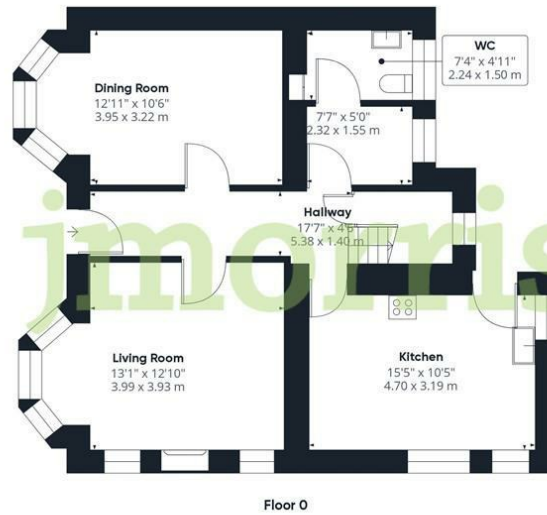 Dining Room
12'11" x 10'6"
3.95 x 3.22 m
WC
7'4" x 4'11"
2.24 x 1.50 m
7'7" x 5'0"
2.32 x 1.55 m
Hallway
17'7" x 4'6"
5.38 x 1.40 m
jmorris
Living Room
13'1" x 12'10"
3.99 x 3.93 m
Kitchen
15'5" x 10'5"
4.70 x 3.19 m
Floor 0